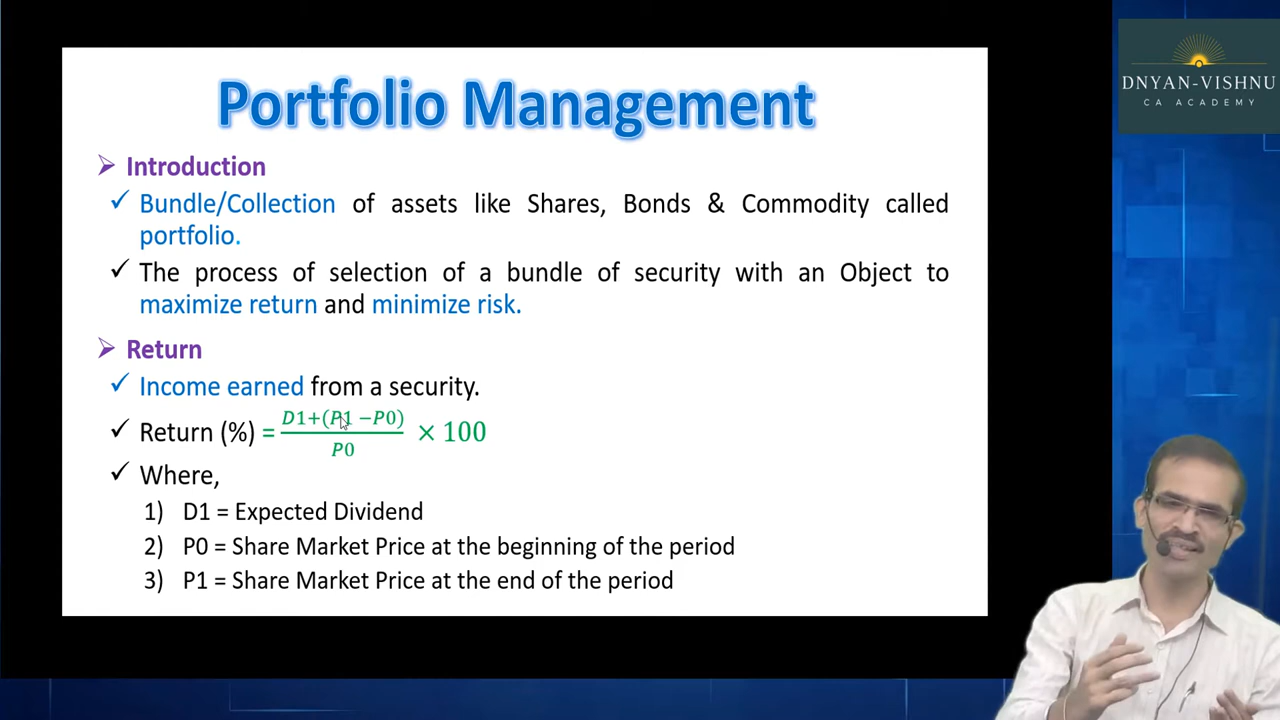 Portfolio Management
DNYAN-VISHNU
CA ACADEMY
➢ Introduction
✓ Bundle/Collection of assets like Shares, Bonds & Commodity called
portfolio.
✓ The process of selection of a bundle of security with an Object to
maximize return and minimize risk.
➢ Return
✓ Income earned from a security.
✓ Return (%) = D1+(P1 −P0) / P0 × 100
✓ Where,
1) D1 = Expected Dividend
2) P0 = Share Market Price at the beginning of the period
3) P1 = Share Market Price at the end of the period